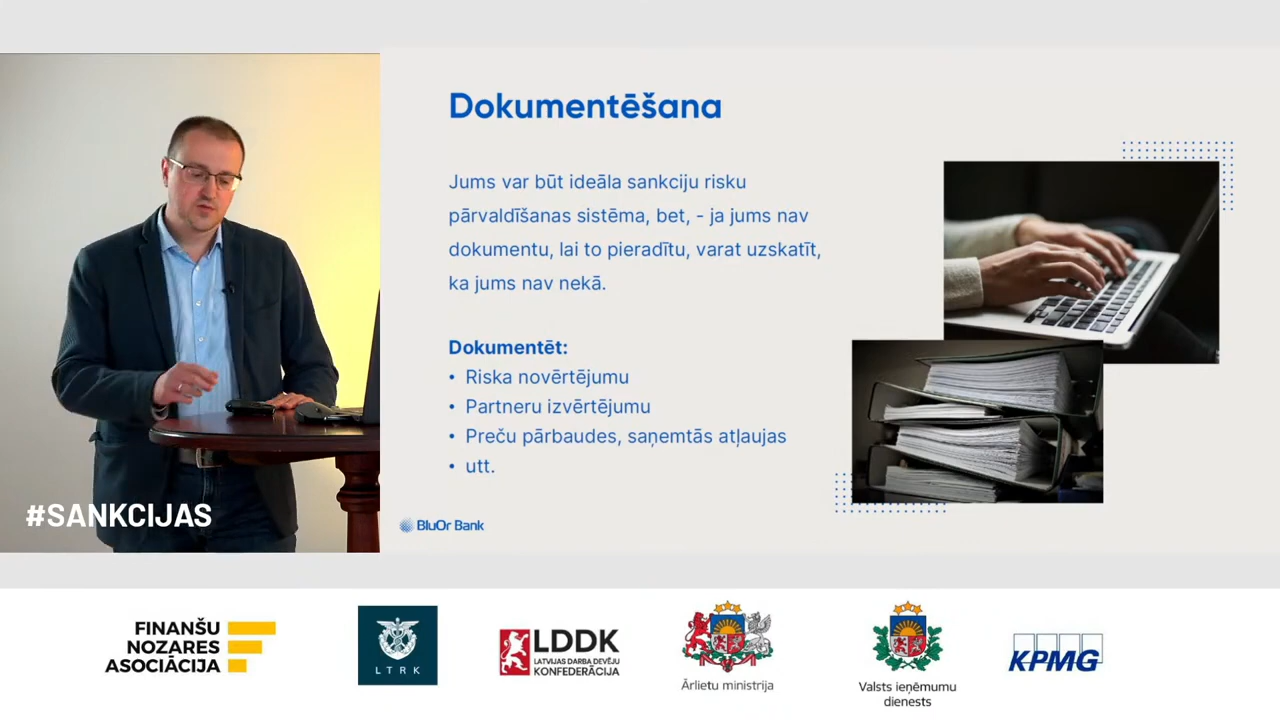 Dokumentēšana
Jums var būt ideāla sankciju risku
pārvaldīšanas sistēma, bet, - ja jums nav
dokumentu, lai to pieradītu, varat uzskatīt,
ka jums nav nekā.
Dokumentēt:
• Riska novērtējumu
• Partneru izvērtējumu
• Preču pārbaudes, saņemtās atļaujas
• utt.
#SANKCIJAS
BluOr Bank
FINANŠU
NOZARES
ASOCIĀCIJA
LTRK
LDDK
LATVIJAS DARBA DEVĒJU
KONFEDERĀCIJA
Ārlietu ministrija
Valsts ieņēmumu
dienests
KPMG